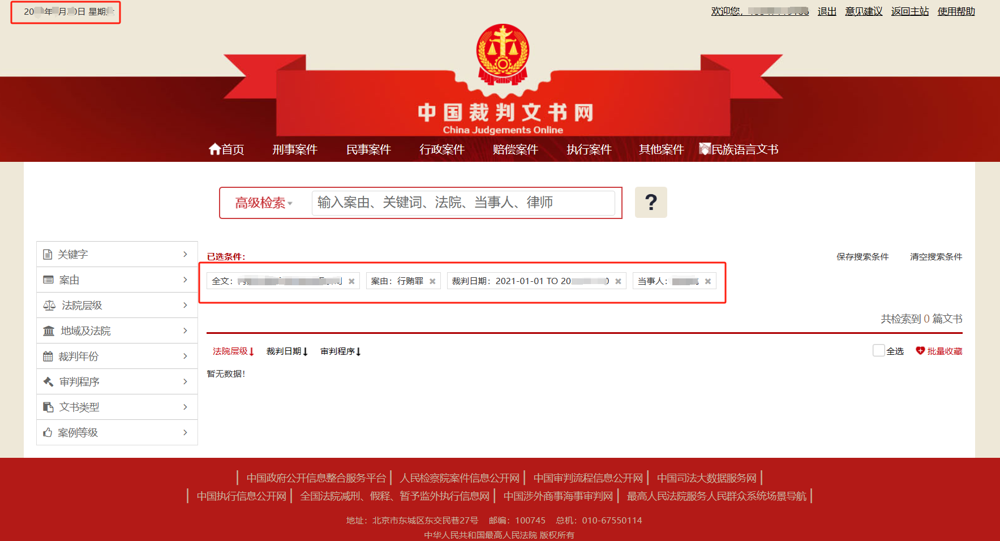 20 年 月 0日 星期
欢迎您, 退出 意见建议 返回主站 使用帮助
中国裁判文书网
China Judgements Online
首页 刑事案件 民事案件 行政案件 赔偿案件 执行案件 其他案件 民族语言文书
高级检索 输入案由、关键词、法院、当事人、律师 ?
关键字
案由
法院层级
地域及法院
裁判年份
审判程序
文书类型
案例等级
已选条件: 保存搜索条件 清空搜索条件
全文: 案由:行贿罪 裁判日期:2021-01-01 TO 20 0 当事人:
共检索到 0 篇文书
法院层级 裁判日期 审判程序 全选 批量收藏
暂无数据!
中国政府公开信息整合服务平台 人民检察院案件信息公开网 中国审判流程信息公开网 中国司法大数据服务网
中国执行信息公开网 全国法院减刑、假释、暂予监外执行信息网 中国涉外商事海事审判网 最高人民法院服务人民群众系统场景导航
地址:北京市东城区东交民巷27号 邮编:100745 总机:010-67550114
中华人民共和国最高人民法院 版权所有